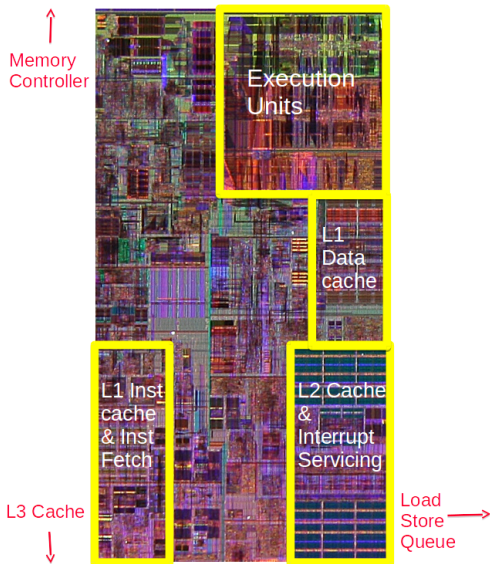 Memory
Controller
Execution
Units
L1
Data
cache
L1 Inst
cache
& Inst
Fetch
L2 Cache
&
Interrupt
Servicing
L3 Cache
Load
Store
Queue